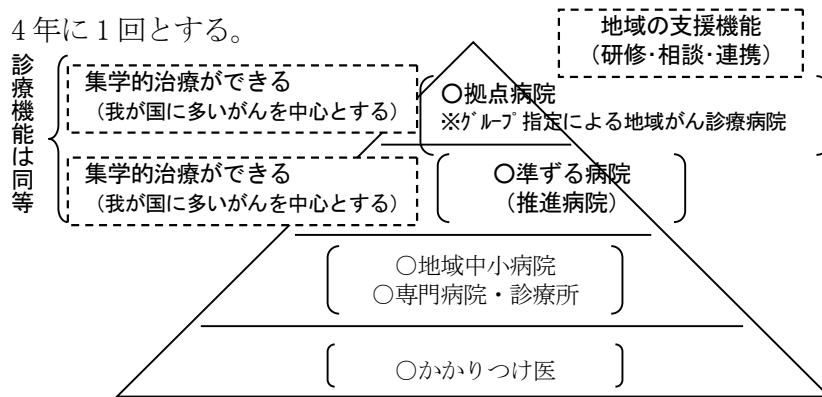 4年に1回とする。
地域の支援機能
(研修･相談･連携)
診療機能は同等
集学的治療ができる
(我が国に多いがんを中心とする)
○拠点病院
※ｸﾞﾙｰﾌﾟ指定による地域がん診療病院
集学的治療ができる
(我が国に多いがんを中心とする)
○準ずる病院
(推進病院)
○地域中小病院
○専門病院・診療所
○かかりつけ医